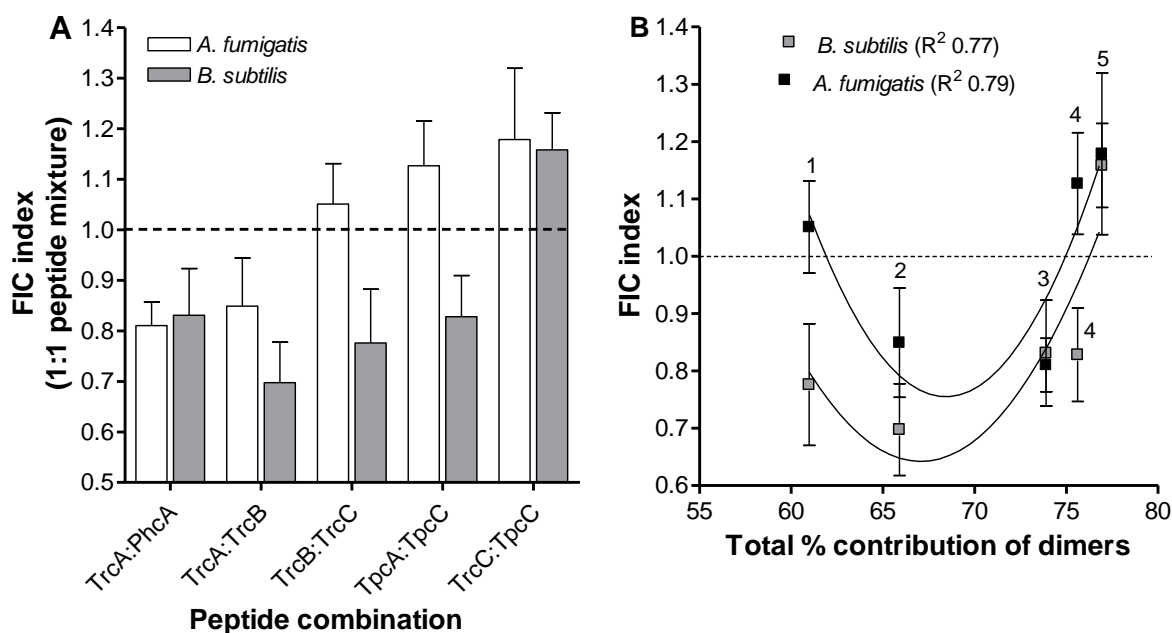 A
A. fumigatis
B. subtilis
FIC index
(1:1 peptide mixture)
1.4
1.3
1.2
1.1
1.0
0.9
0.8
0.7
0.6
0.5
TrcA:PhcA
TrcA:TrcB
TrcB:TrcC
TpcA:TpcC
TrcC:TpcC
Peptide combination
B
B. subtilis (R² 0.77)
A. fumigatis (R² 0.79)
FIC index
1.4
1.3
1.2
1.1
1.0
0.9
0.8
0.7
0.6
1
2
3
4
5
4
55
60
65
70
75
80
Total % contribution of dimers